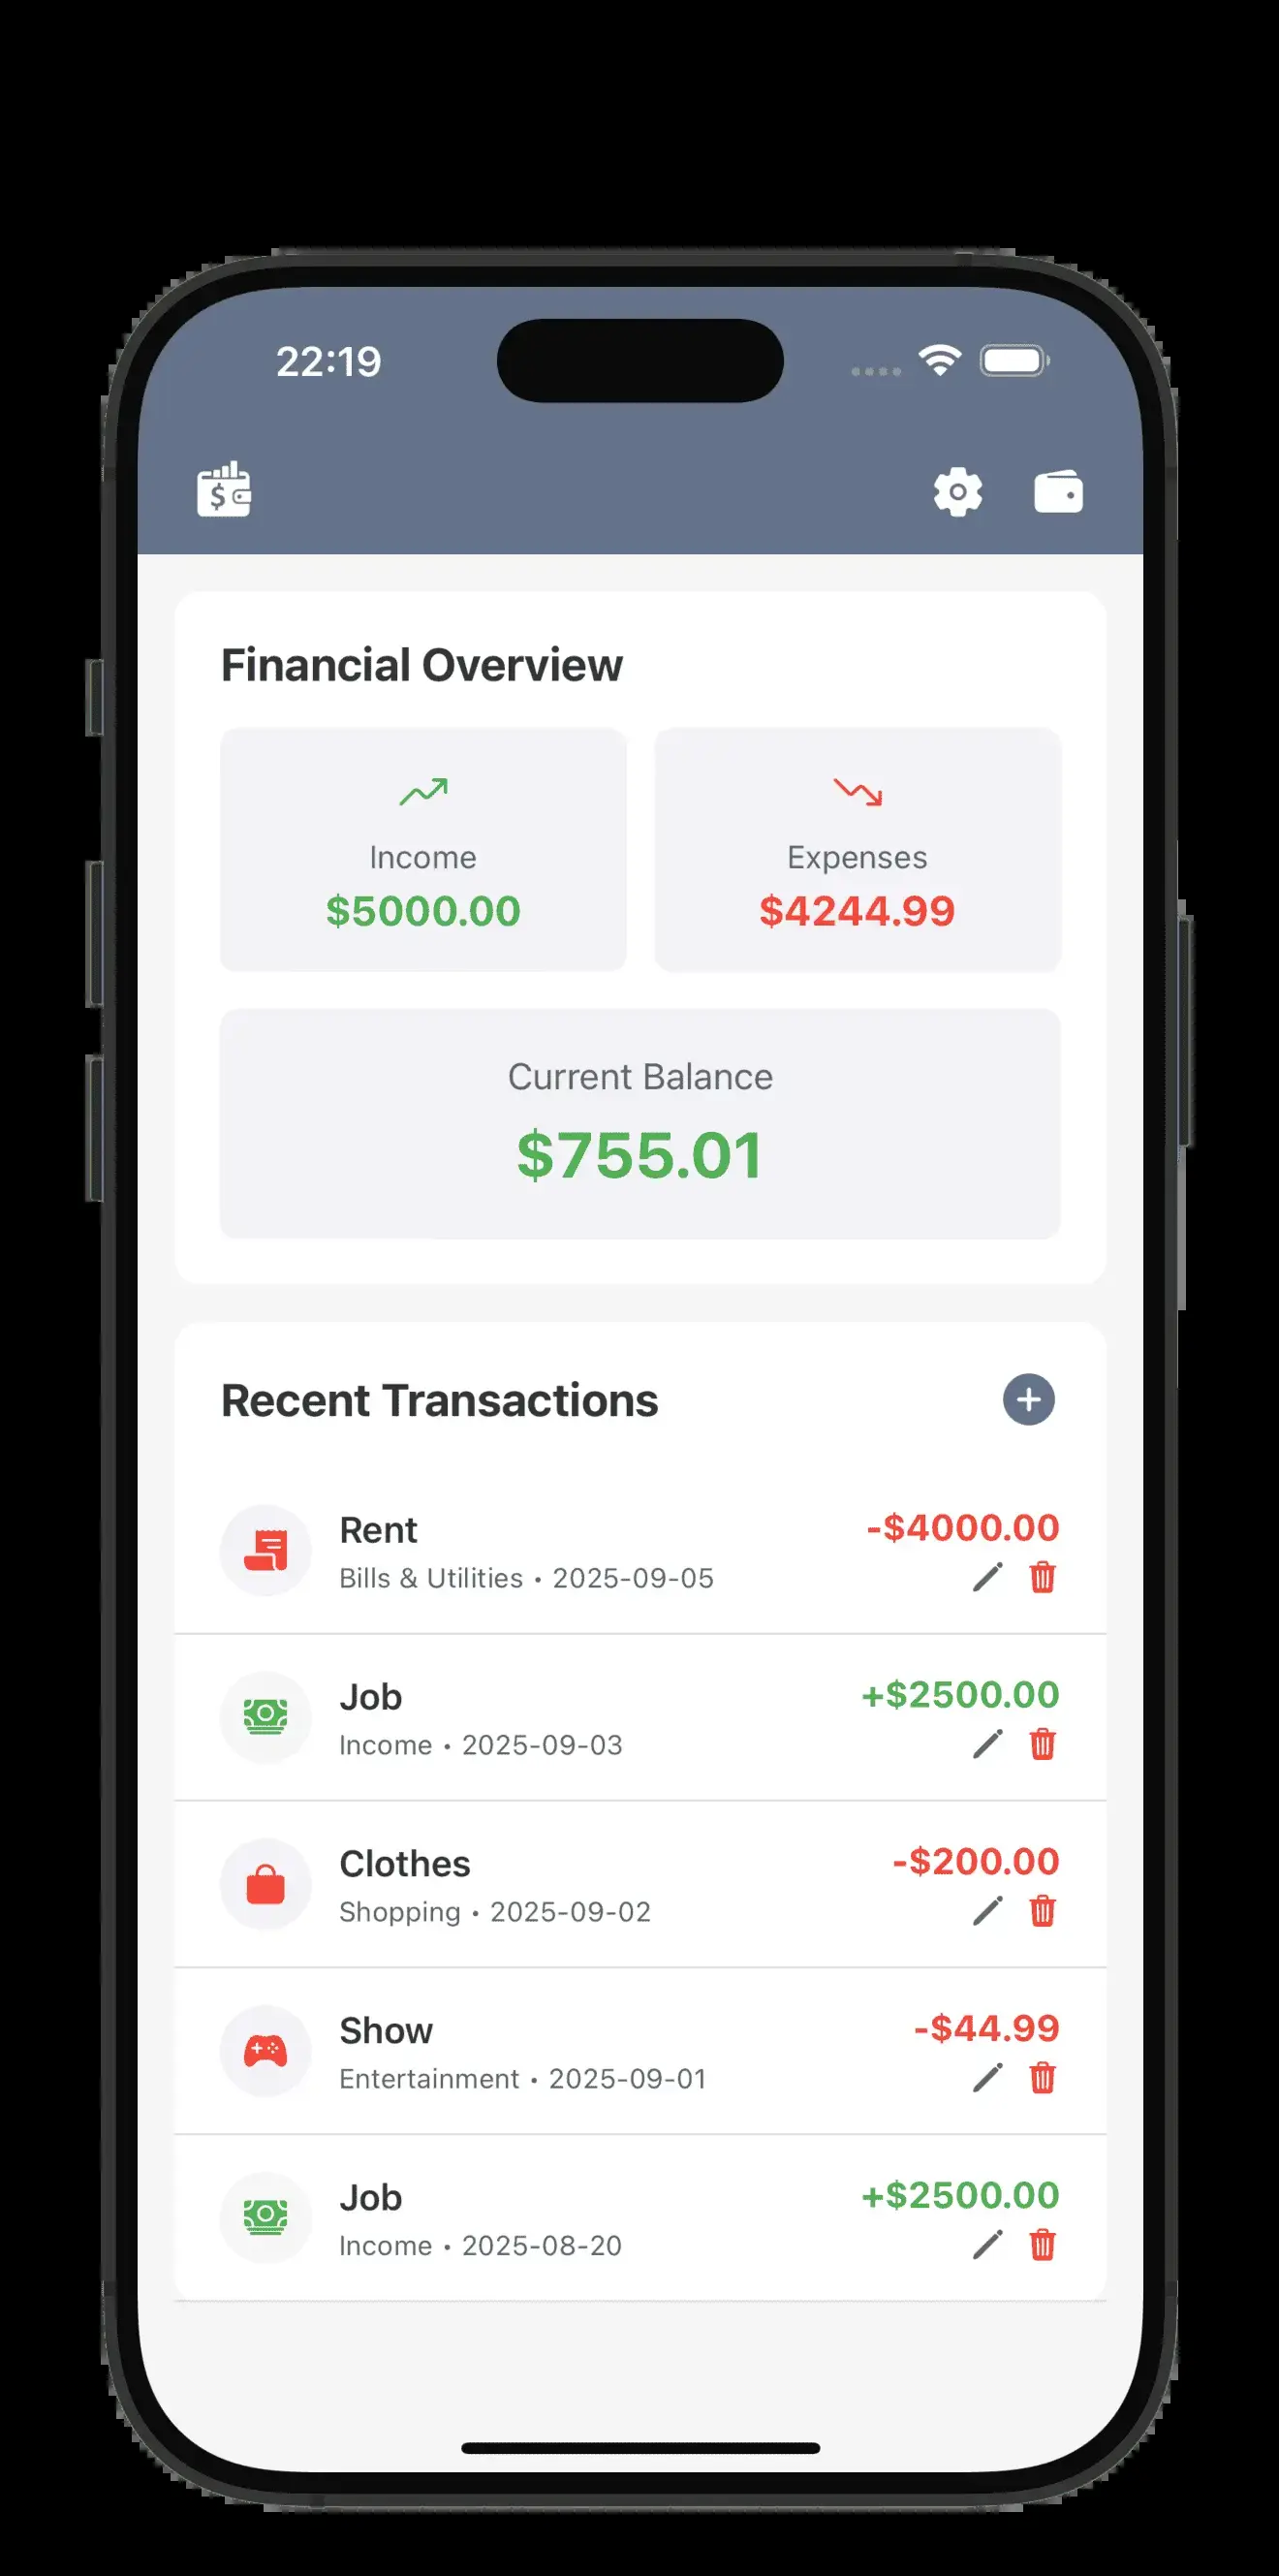 22:19
$
Financial Overview
Income
$5000.00
Expenses
$4244.99
Current Balance
$755.01
Recent Transactions
Rent
-$4000.00
Bills & Utilities • 2025-09-05
Job
+$2500.00
Income • 2025-09-03
Clothes
-$200.00
Shopping • 2025-09-02
Show
-$44.99
Entertainment • 2025-09-01
Job
+$2500.00
Income • 2025-08-20